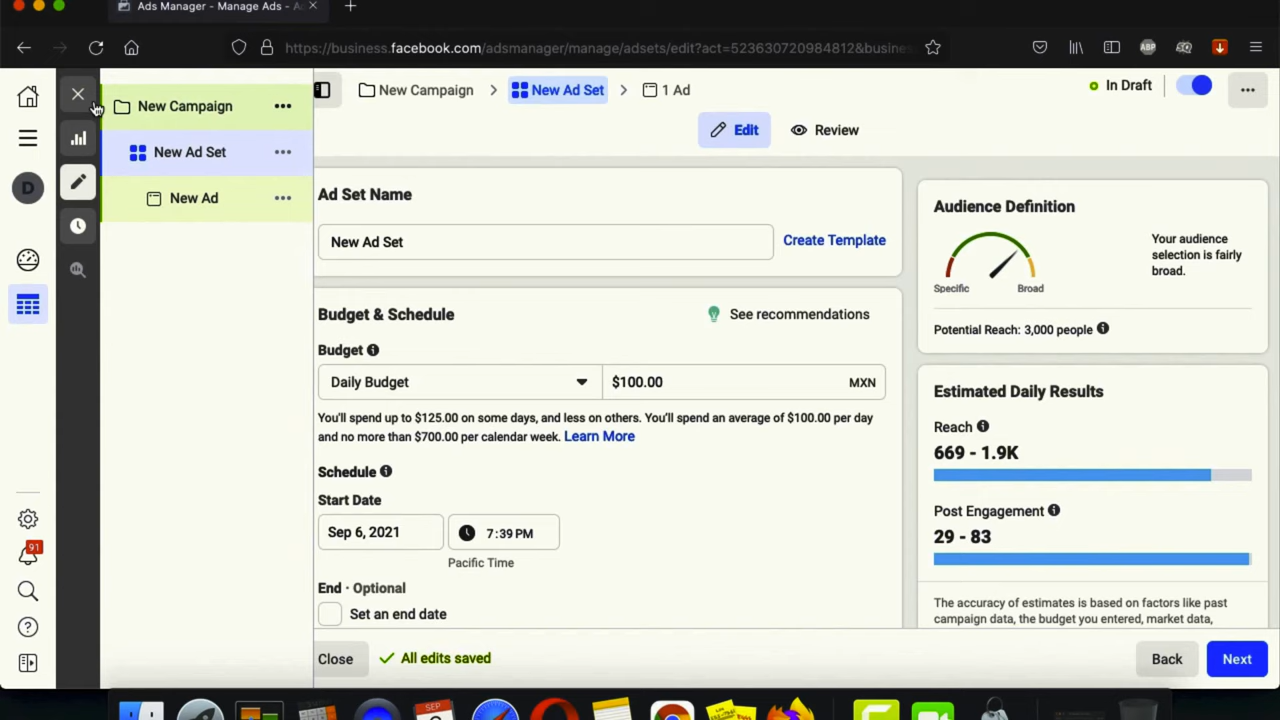 Ads Manager - Manage Ads - A
https://business.facebook.com/adsmanager/manage/adsets/edit?act=523630720984812&busines
ABP
New Campaign
New Ad Set
New Ad
D
91
New Campaign > New Ad Set > 1 Ad
In Draft
Edit
Review
Ad Set Name
New Ad Set
Create Template
Budget & Schedule
See recommendations
Budget
Daily Budget
$100.00 MXN
You'll spend up to $125.00 on some days, and less on others. You'll spend an average of $100.00 per day
and no more than $700.00 per calendar week. Learn More
Schedule
Start Date
Sep 6, 2021
7:39 PM
Pacific Time
End · Optional
Set an end date
Close
All edits saved
Back
Next
Audience Definition
Specific
Broad
Your audience
selection is fairly
broad.
Potential Reach: 3,000 people
Estimated Daily Results
Reach
669 - 1.9K
Post Engagement
29 - 83
The accuracy of estimates is based on factors like past
campaign data, the budget you entered, market data,
SEP